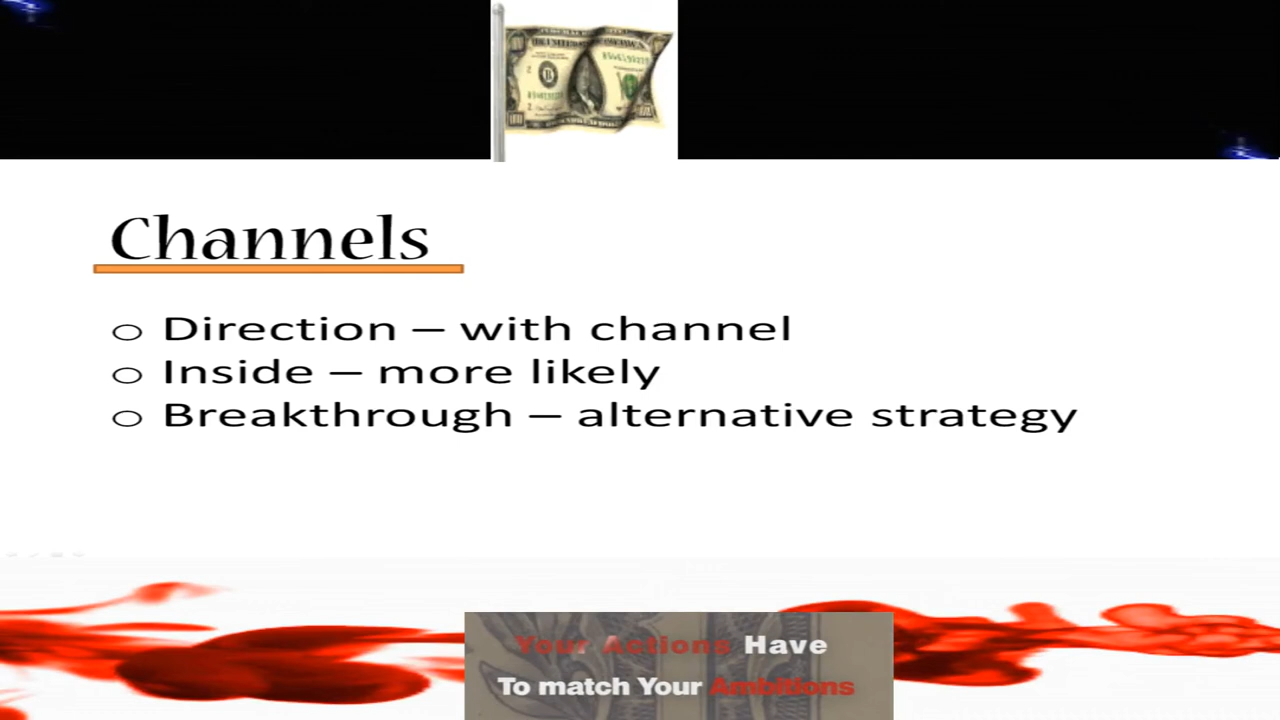 Channels
Direction – with channel
Inside – more likely
Breakthrough – alternative strategy
Your Actions Have
To match Your Ambitions